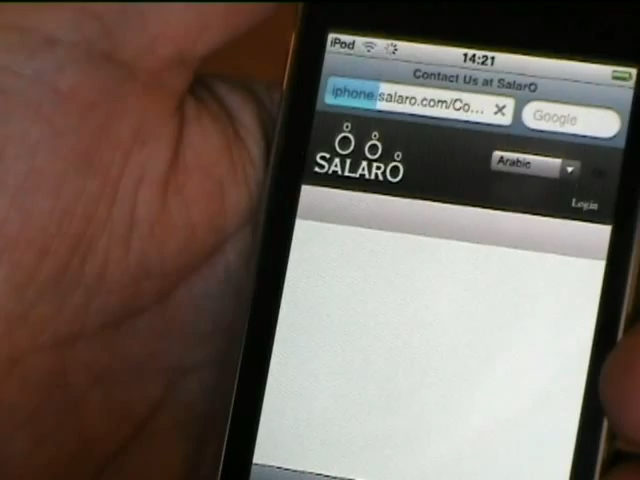 iPod 14:21
Contact Us at SalarO
iphone.salaro.com/Co... Google
SALARO
Arabic
Login